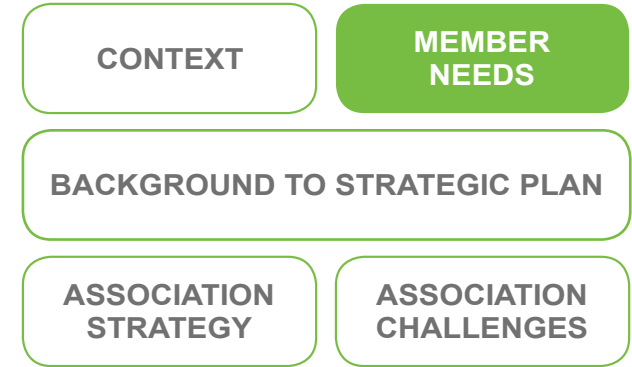 CONTEXT
MEMBER
NEEDS
BACKGROUND TO STRATEGIC PLAN
ASSOCIATION
STRATEGY
ASSOCIATION
CHALLENGES